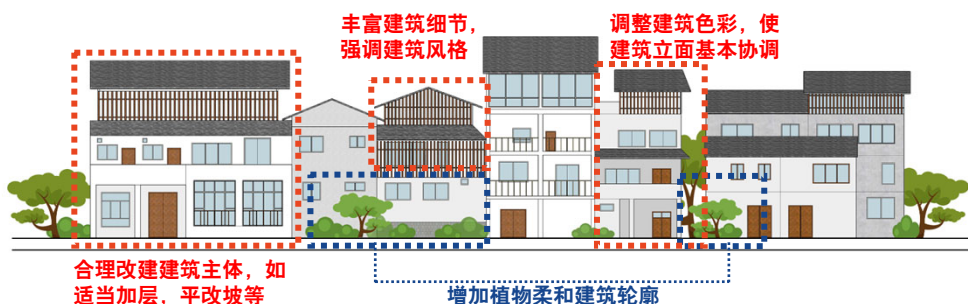 丰富建筑细节，
强调建筑风格
调整建筑色彩，使
建筑立面基本协调
合理改建建筑主体，如
适当加层，平改坡等
增加植物柔和建筑轮廓